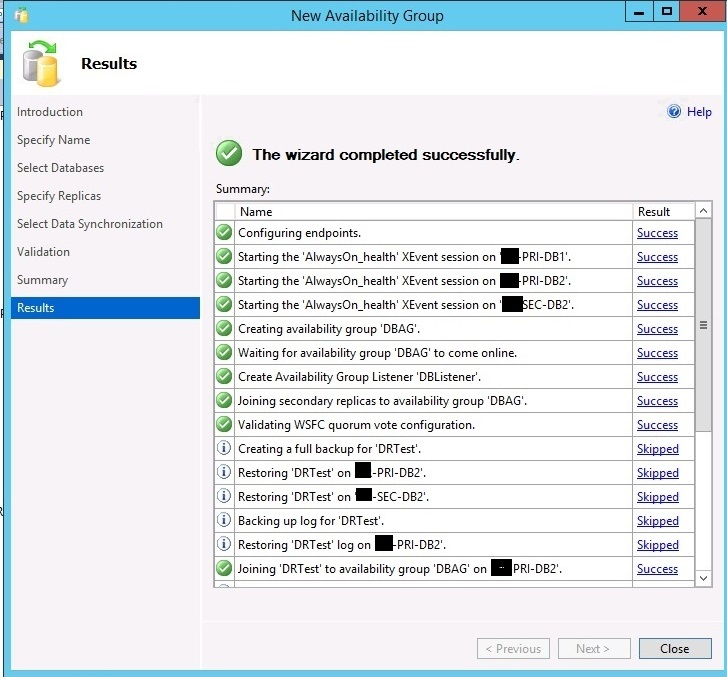 New Availability Group
Results
Introduction
Specify Name
Select Databases
Specify Replicas
Select Data Synchronization
Validation
Summary
Results
Help
The wizard completed successfully.
Summary:
Name Result
Configuring endpoints. Success
Starting the 'AlwaysOn_health' XEvent session on ' -PRI-DB1'. Success
Starting the 'AlwaysOn_health' XEvent session on ' -PRI-DB2'. Success
Starting the 'AlwaysOn_health' XEvent session on ' SEC-DB2'. Success
Creating availability group 'DBAG'. Success
Waiting for availability group 'DBAG' to come online. Success
Create Availability Group Listener 'DBListener'. Success
Joining secondary replicas to availability group 'DBAG'. Success
Validating WSFC quorum vote configuration. Success
Creating a full backup for 'DRTest'. Skipped
Restoring 'DRTest' on -PRI-DB2'. Skipped
Restoring 'DRTest' on ' -SEC-DB2'. Skipped
Backing up log for 'DRTest'. Skipped
Restoring 'DRTest' log on -PRI-DB2'. Skipped
Joining 'DRTest' to availability group 'DBAG' on PRI-DB2'. Success
< Previous Next > Close